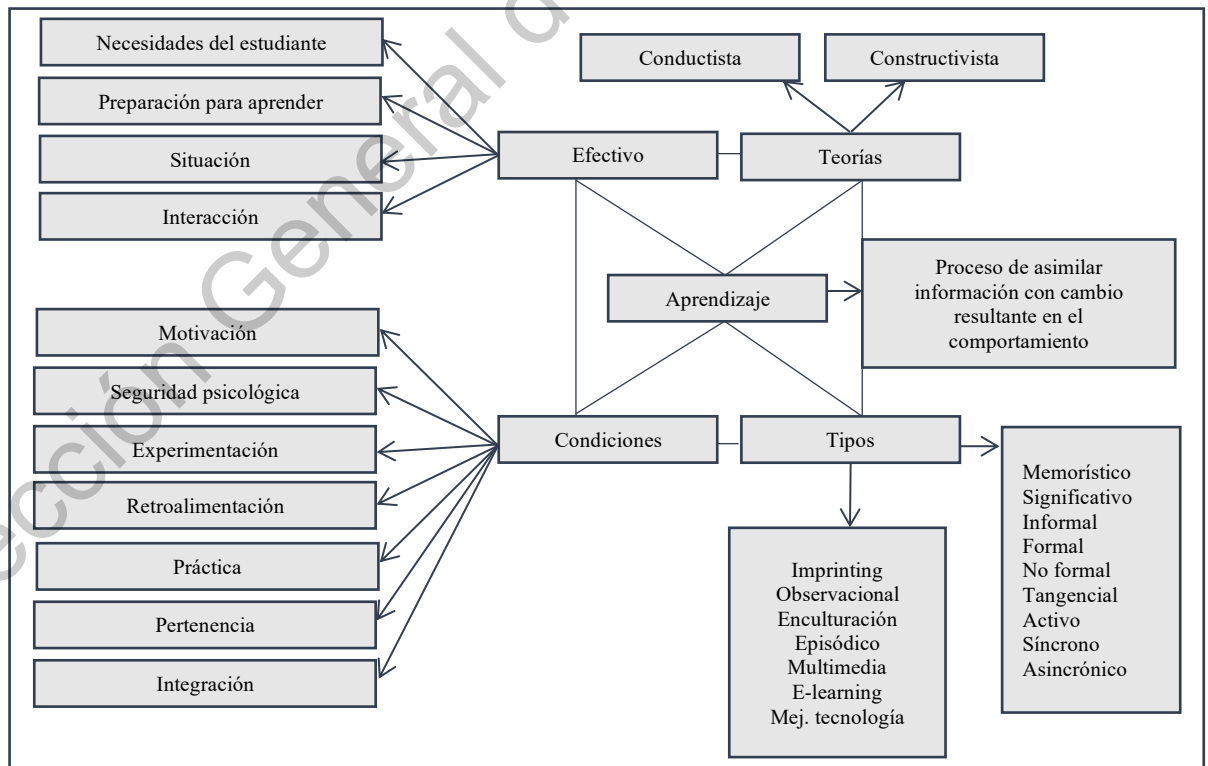 Necesidades del estudiante
Preparación para aprender
Situación
Interacción
Conductista
Constructivista
Efectivo
Teorías
Aprendizaje
Proceso de asimilar
información con cambio
resultante en el
comportamiento
Motivación
Seguridad psicológica
Experimentación
Retroalimentación
Práctica
Pertenencia
Integración
Condiciones
Tipos
Imprinting
Observacional
Enculturación
Episódico
Multimedia
E-learning
Mej. tecnología
Memorístico
Significativo
Informal
Formal
No formal
Tangencial
Activo
Síncrono
Asincrónico
ección General d